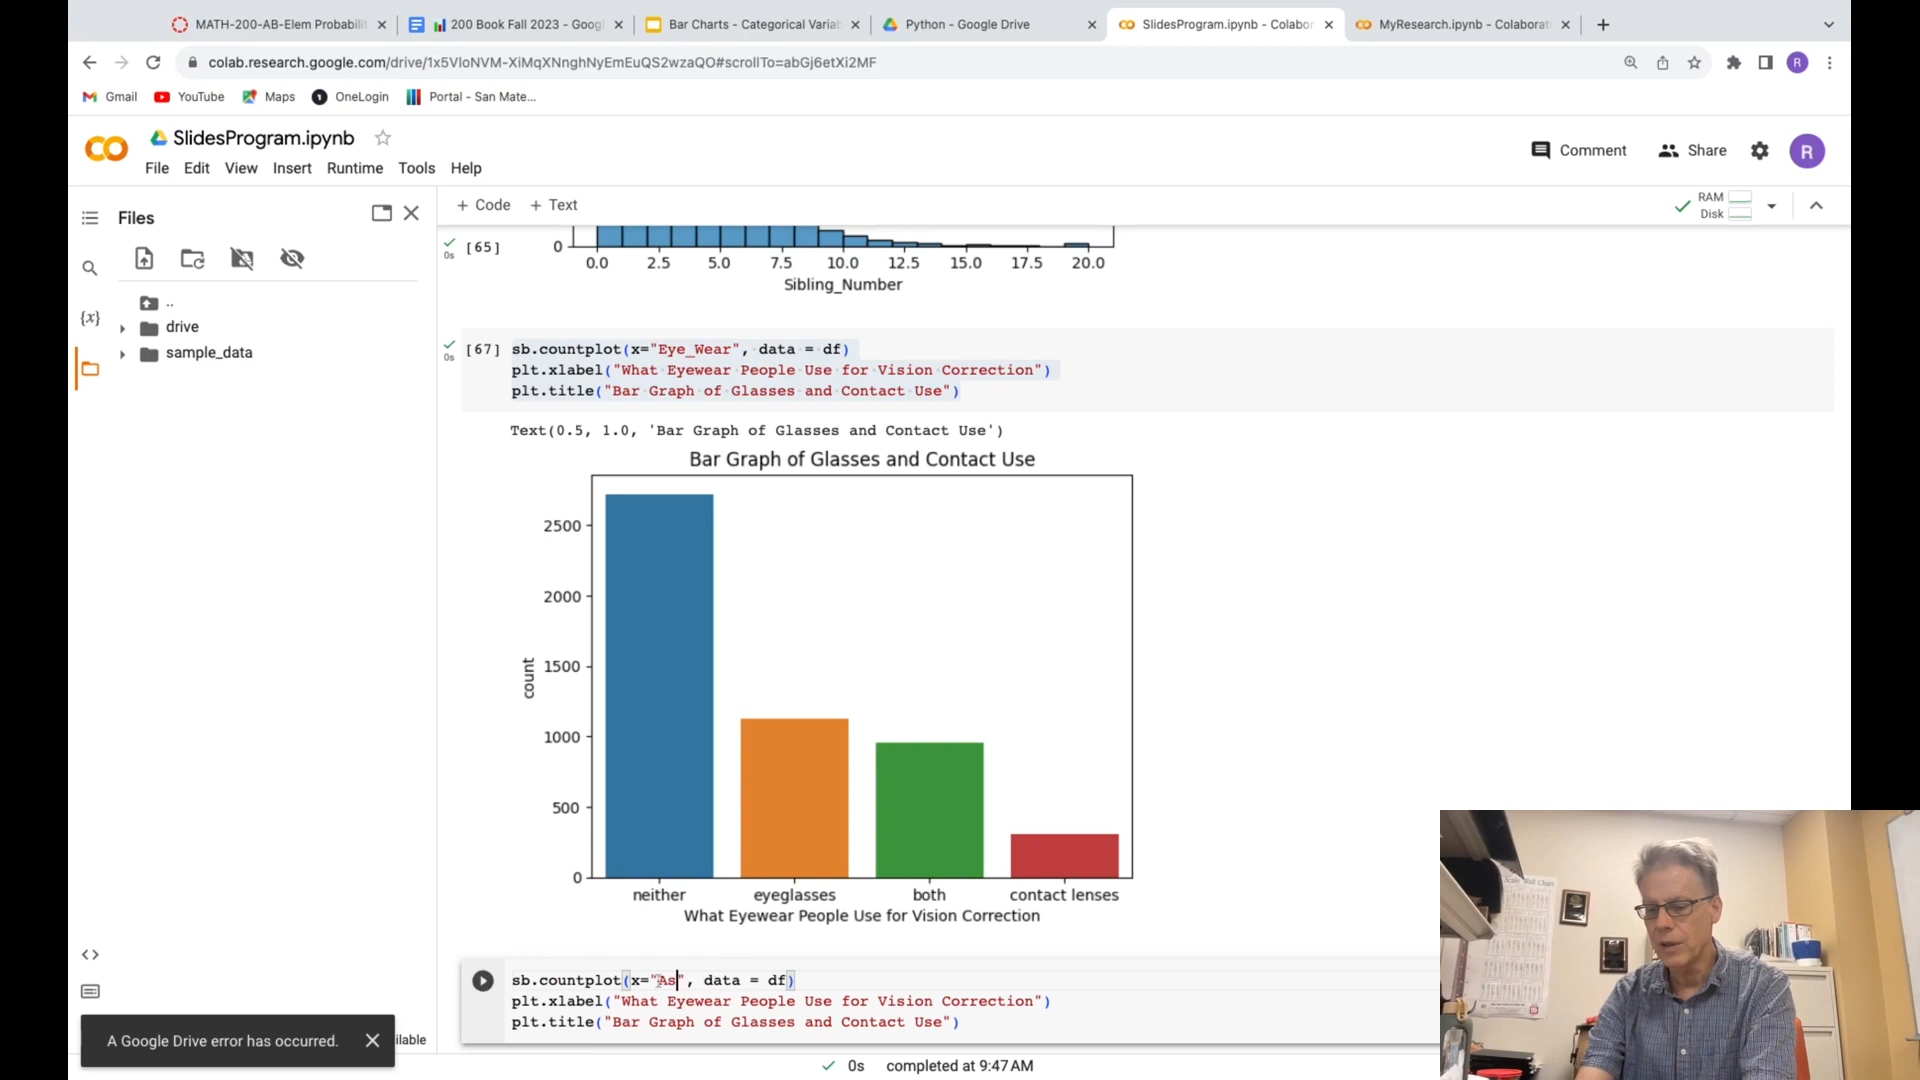 MATH-200-AB-Elem Probabilit
200 Book Fall 2023 - Googl
Bar Charts - Categorical Varial
Python - Google Drive
SlidesProgram.ipynb - Colabor
MyResearch.ipynb - Colaborat
colab.research.google.com/drive/1x5VIoNVM-XiMqXNnghNyEmEuQS2wzaQO#scrollTo=abGj6etXi2MF
R
Gmail
YouTube
Maps
OneLogin
Portal - San Mate...
SlidesProgram.ipynb
Comment
Share
R
File Edit View Insert Runtime Tools Help
Files
+ Code + Text
RAM
Disk
..
drive
sample_data
{x}
0s
[65]
0
0.0 2.5 5.0 7.5 10.0 12.5 15.0 17.5 20.0
Sibling_Number
0s
[67] sb.countplot(x="Eye_Wear", data = df)
plt.xlabel("What Eyewear People Use for Vision Correction")
plt.title("Bar Graph of Glasses and Contact Use")
Text(0.5, 1.0, 'Bar Graph of Glasses and Contact Use')
Bar Graph of Glasses and Contact Use
2500
2000
1500
1000
500
0
count
neither eyeglasses both contact lenses
What Eyewear People Use for Vision Correction
sb.countplot(x="As", data = df)
plt.xlabel("What Eyewear People Use for Vision Correction")
plt.title("Bar Graph of Glasses and Contact Use")
A Google Drive error has occurred.
ilable
0s completed at 9:47 AM